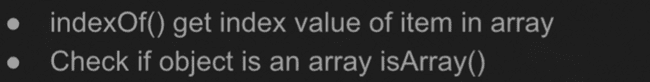 ● indexOf() get index value of item in array
● Check if object is an array isArray()